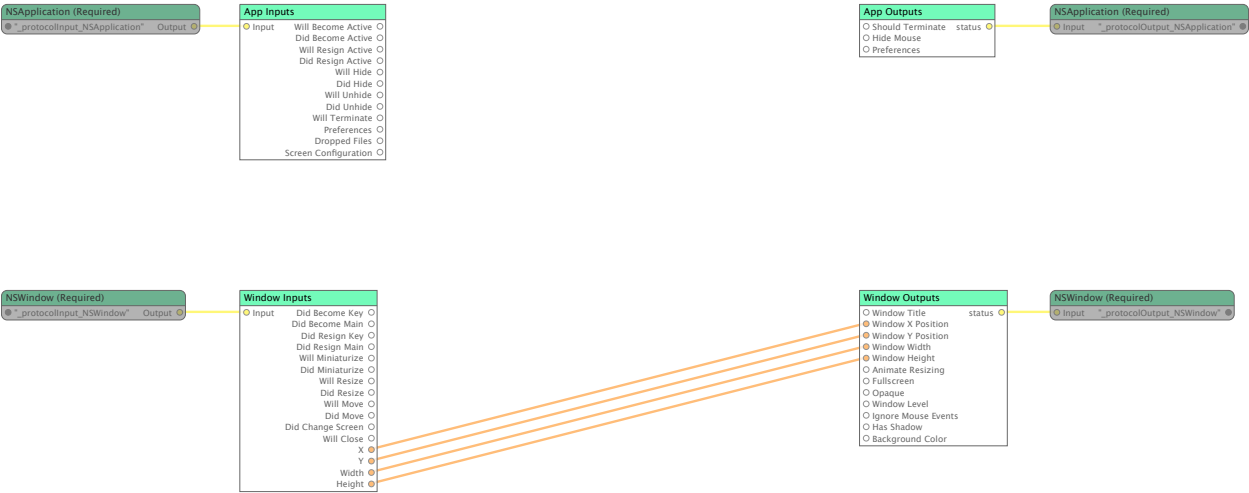 NSApplication (Required)
"_protocolInput_NSApplication" Output
App Inputs
Input Will Become Active
Did Become Active
Will Resign Active
Did Resign Active
Will Hide
Did Hide
Will Unhide
Did Unhide
Will Terminate
Preferences
Dropped Files
Screen Configuration
App Outputs
Should Terminate status
Hide Mouse
Preferences
NSApplication (Required)
Input "_protocolOutput_NSApplication"
NSWindow (Required)
"_protocolInput_NSWindow" Output
Window Inputs
Input Did Become Key
Did Become Main
Did Resign Key
Did Resign Main
Will Miniaturize
Did Miniaturize
Will Resize
Did Resize
Will Move
Did Move
Did Change Screen
Will Close
X
Y
Width
Height
Window Outputs
Window Title status
Window X Position
Window Y Position
Window Width
Window Height
Animate Resizing
Fullscreen
Opaque
Window Level
Ignore Mouse Events
Has Shadow
Background Color
NSWindow (Required)
Input "_protocolOutput_NSWindow"